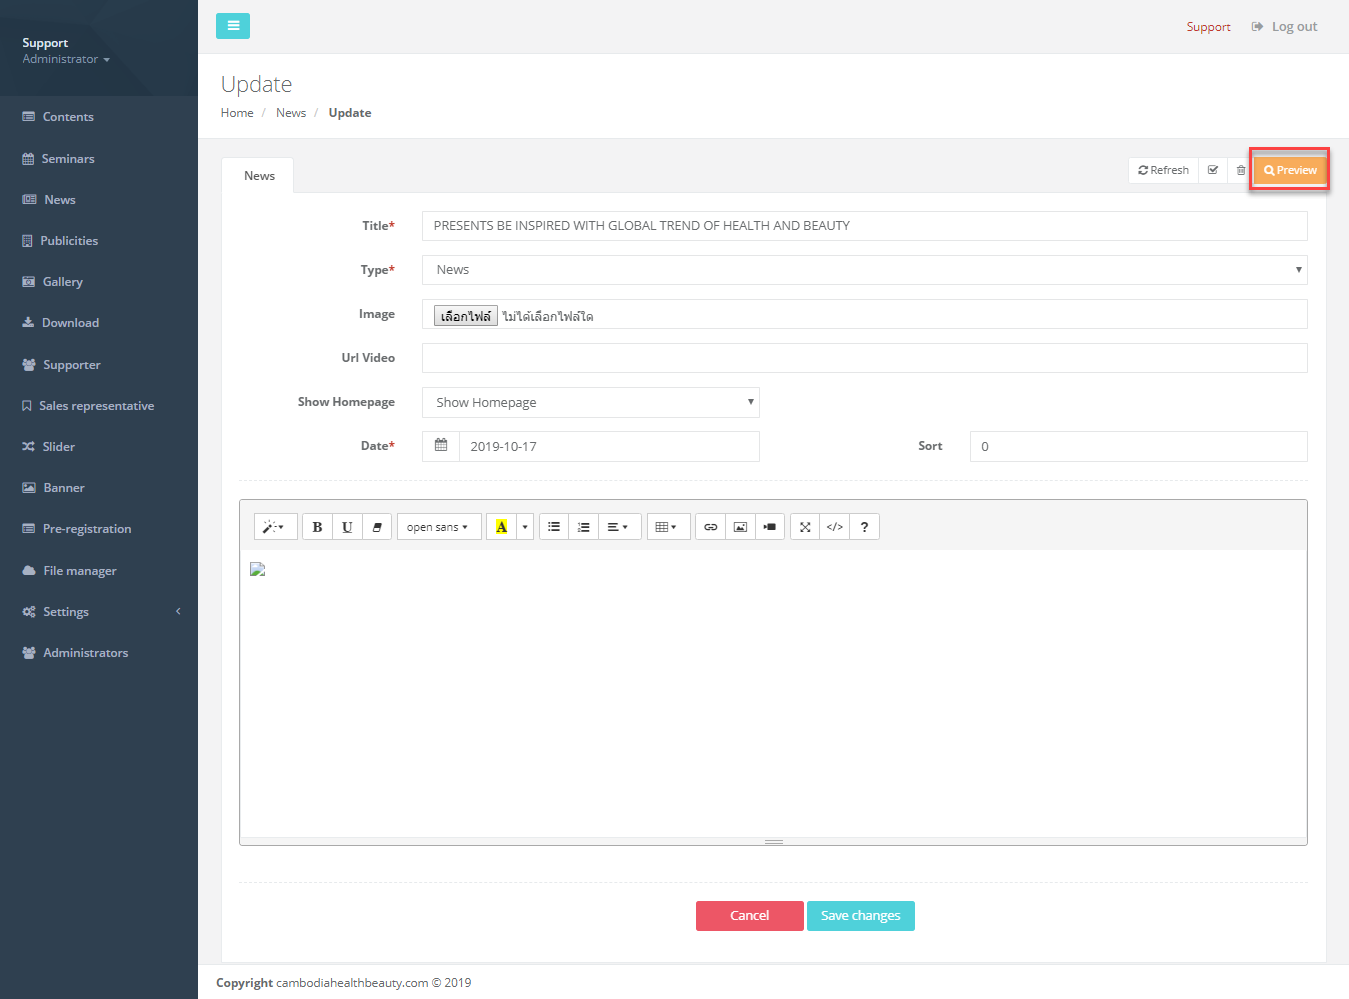 Support
Administrator
Contents
Seminars
News
Publicities
Gallery
Download
Supporter
Sales representative
Slider
Banner
Pre-registration
File manager
Settings
Administrators
Support Log out
Update
Home / News / Update
News
Refresh Preview
Title* PRESENTS BE INSPIRED WITH GLOBAL TREND OF HEALTH AND BEAUTY
Type* News
Image เลือกไฟล์ ไม่ได้เลือกไฟล์ใด
Url Video
Show Homepage Show Homepage
Date* 2019-10-17 Sort 0
B U open sans A </> ?
Cancel Save changes
Copyright cambodiahealthbeauty.com © 2019